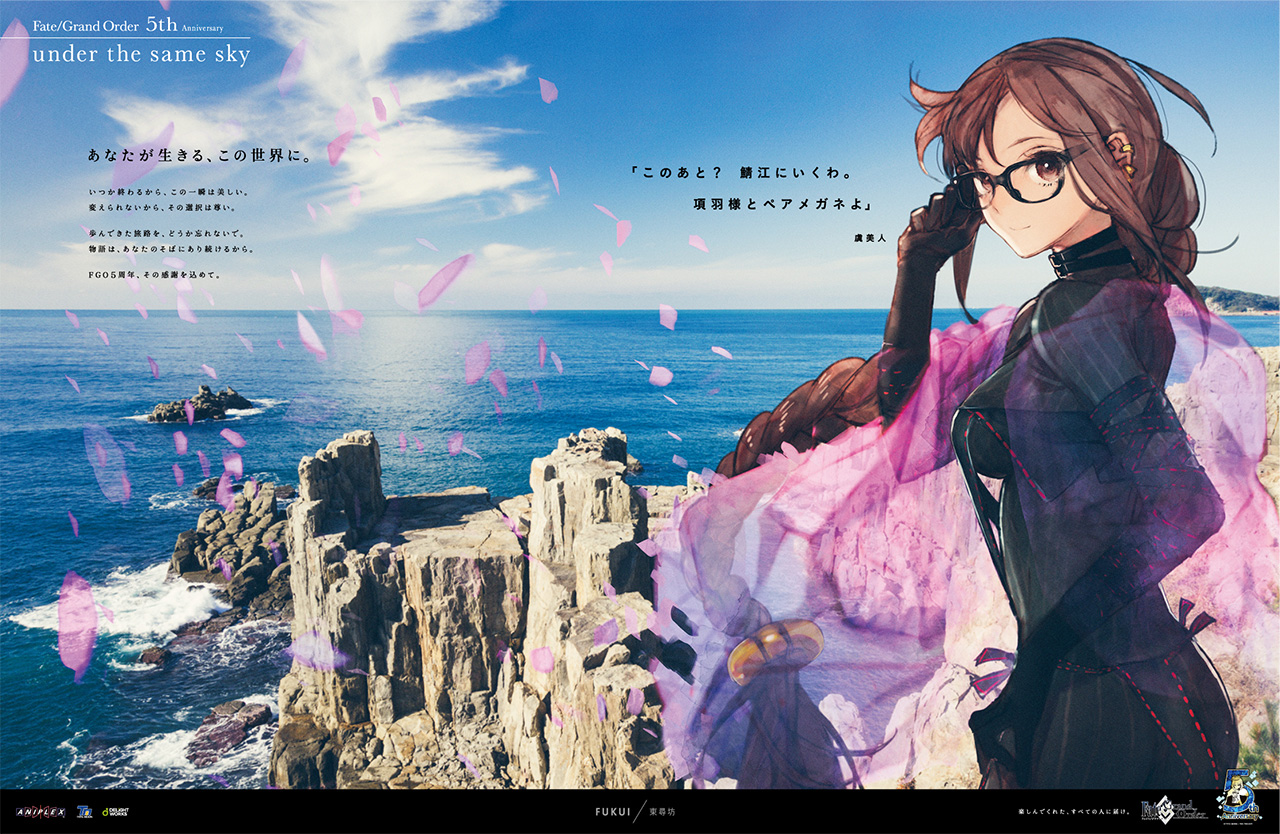 Fate/Grand Order 5th Anniversary
under the same sky
あなたが生きる、この世界に。
いつか終わるから、この一瞬は美しい。
変えられないから、その選択は尊い。
歩んできた旅路を、どうか忘れないで。
物語は、あなたのそばにあり続けるから。
FGO5周年、その感謝を込めて。
「このあと？ 鯖江にいくわ。
項羽様とペアメガネよ」
虞美人
ANIPLEX
DELIGHT
WORKS
FUKUI / 東尋坊
楽しんでくれた、すべての人に届け。
Fate Grand Order
5th
Anniversary